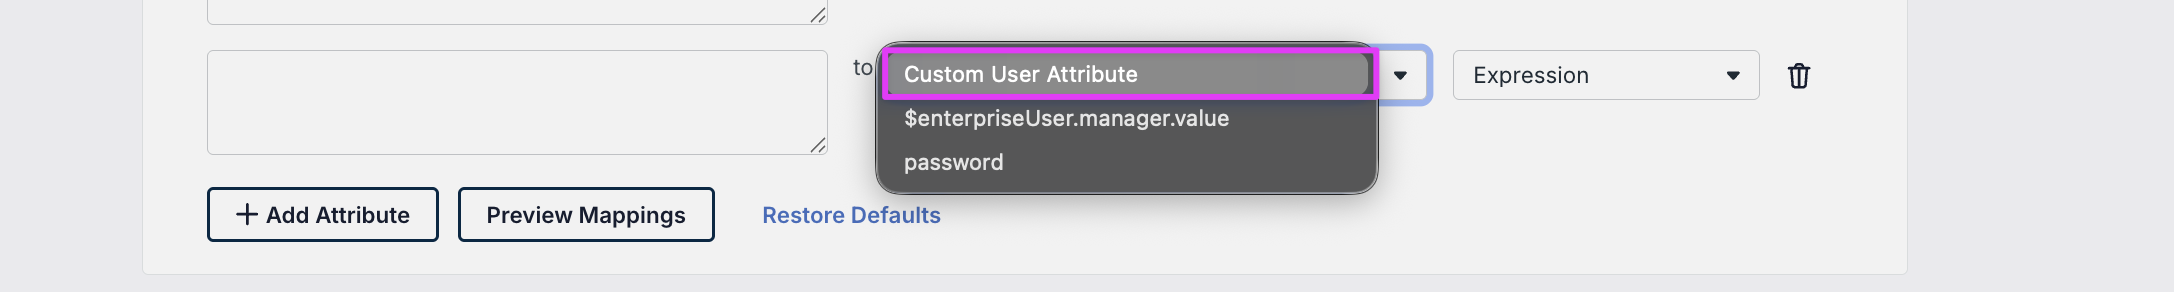 to
Custom User Attribute
Expression
$enterpriseUser.manager.value
password
+ Add Attribute
Preview Mappings
Restore Defaults